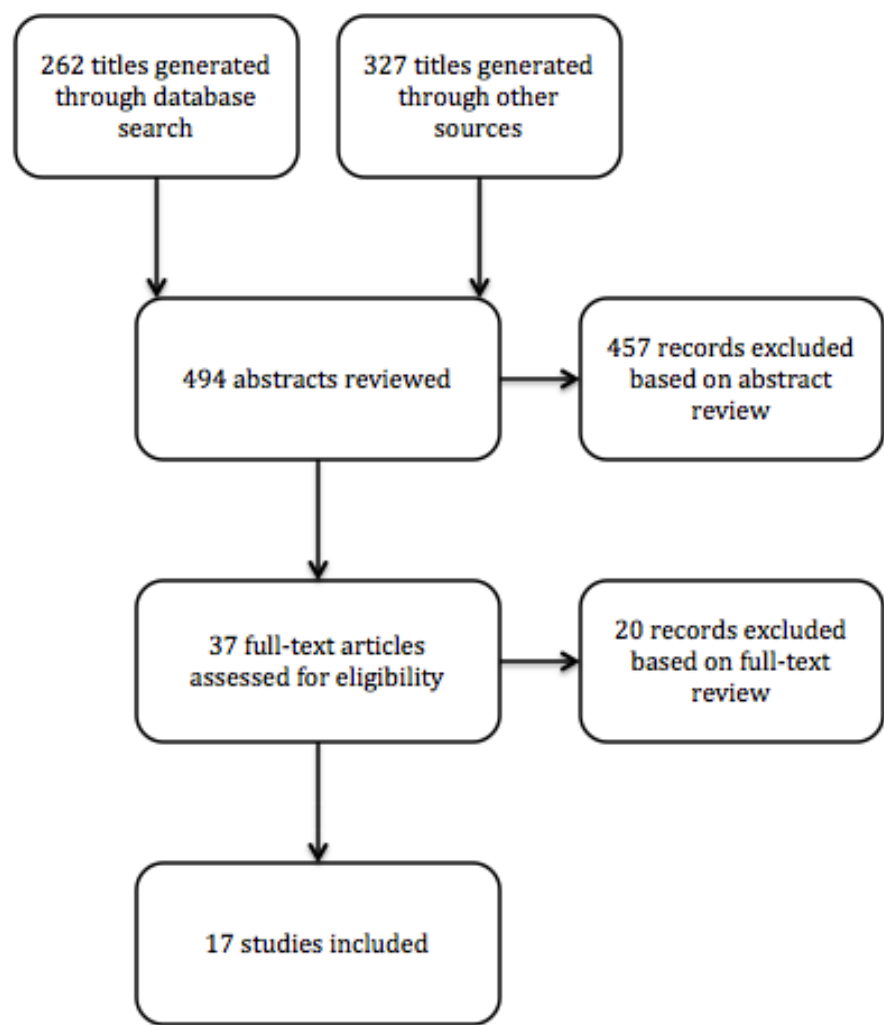 262 titles generated
through database
search
327 titles generated
through other
sources
494 abstracts reviewed
457 records excluded
based on abstract
review
37 full-text articles
assessed for eligibility
20 records excluded
based on full-text
review
17 studies included